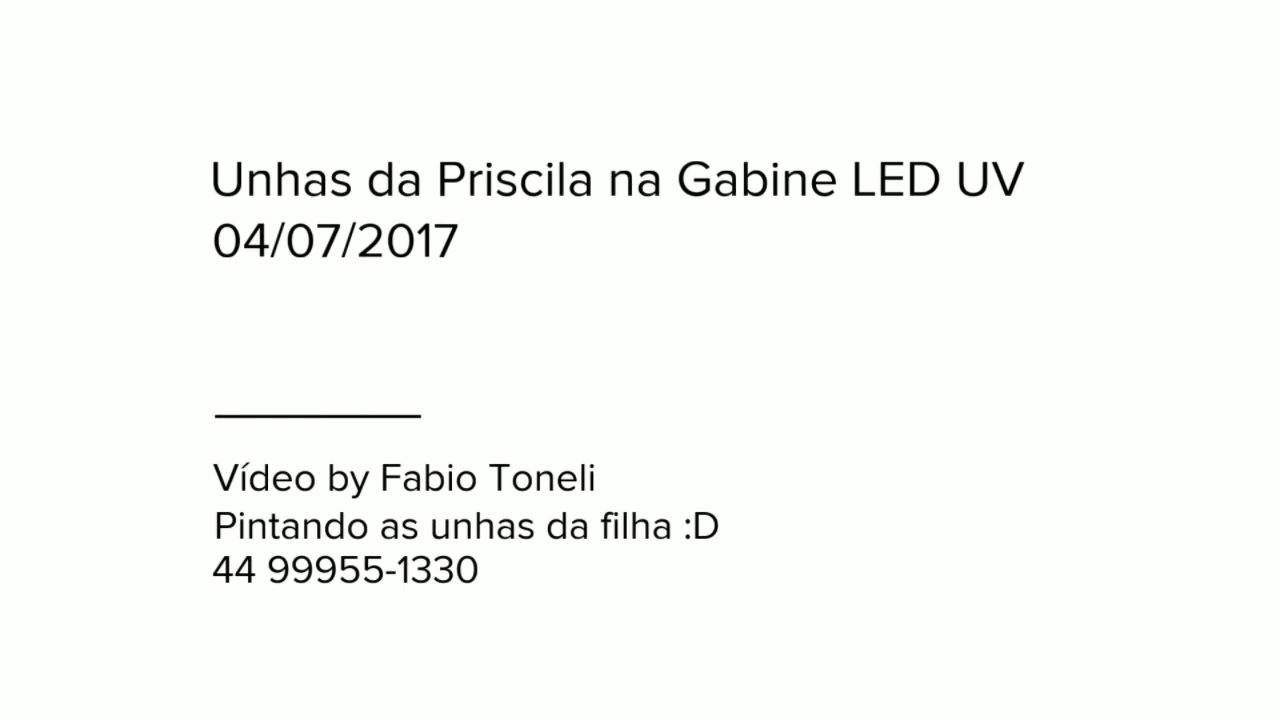 Unhas da Priscila na Gabine LED UV
04/07/2017
Vídeo by Fabio Toneli
Pintando as unhas da filha :D
44 99955-1330